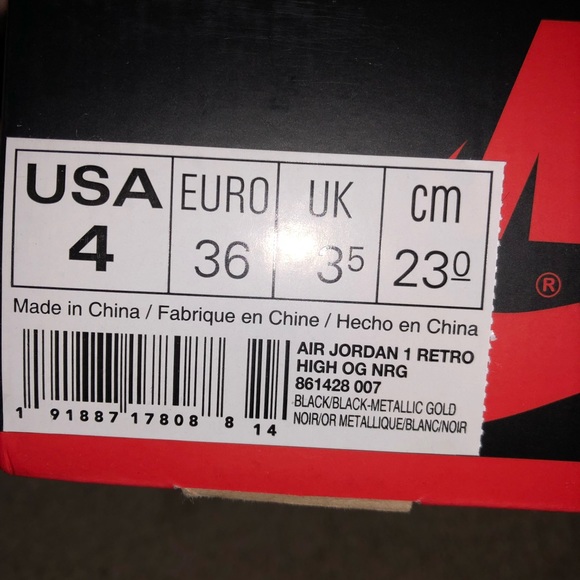 USA EURO UK cm
4 36 35 230
Made in China / Fabrique en Chine / Hecho en China
AIR JORDAN 1 RETRO
HIGH OG NRG
861428 007
BLACK/BLACK-METALLIC GOLD
NOIR/OR METALLIQUE/BLANC/NOIR
1 91887 17808 8 14
®